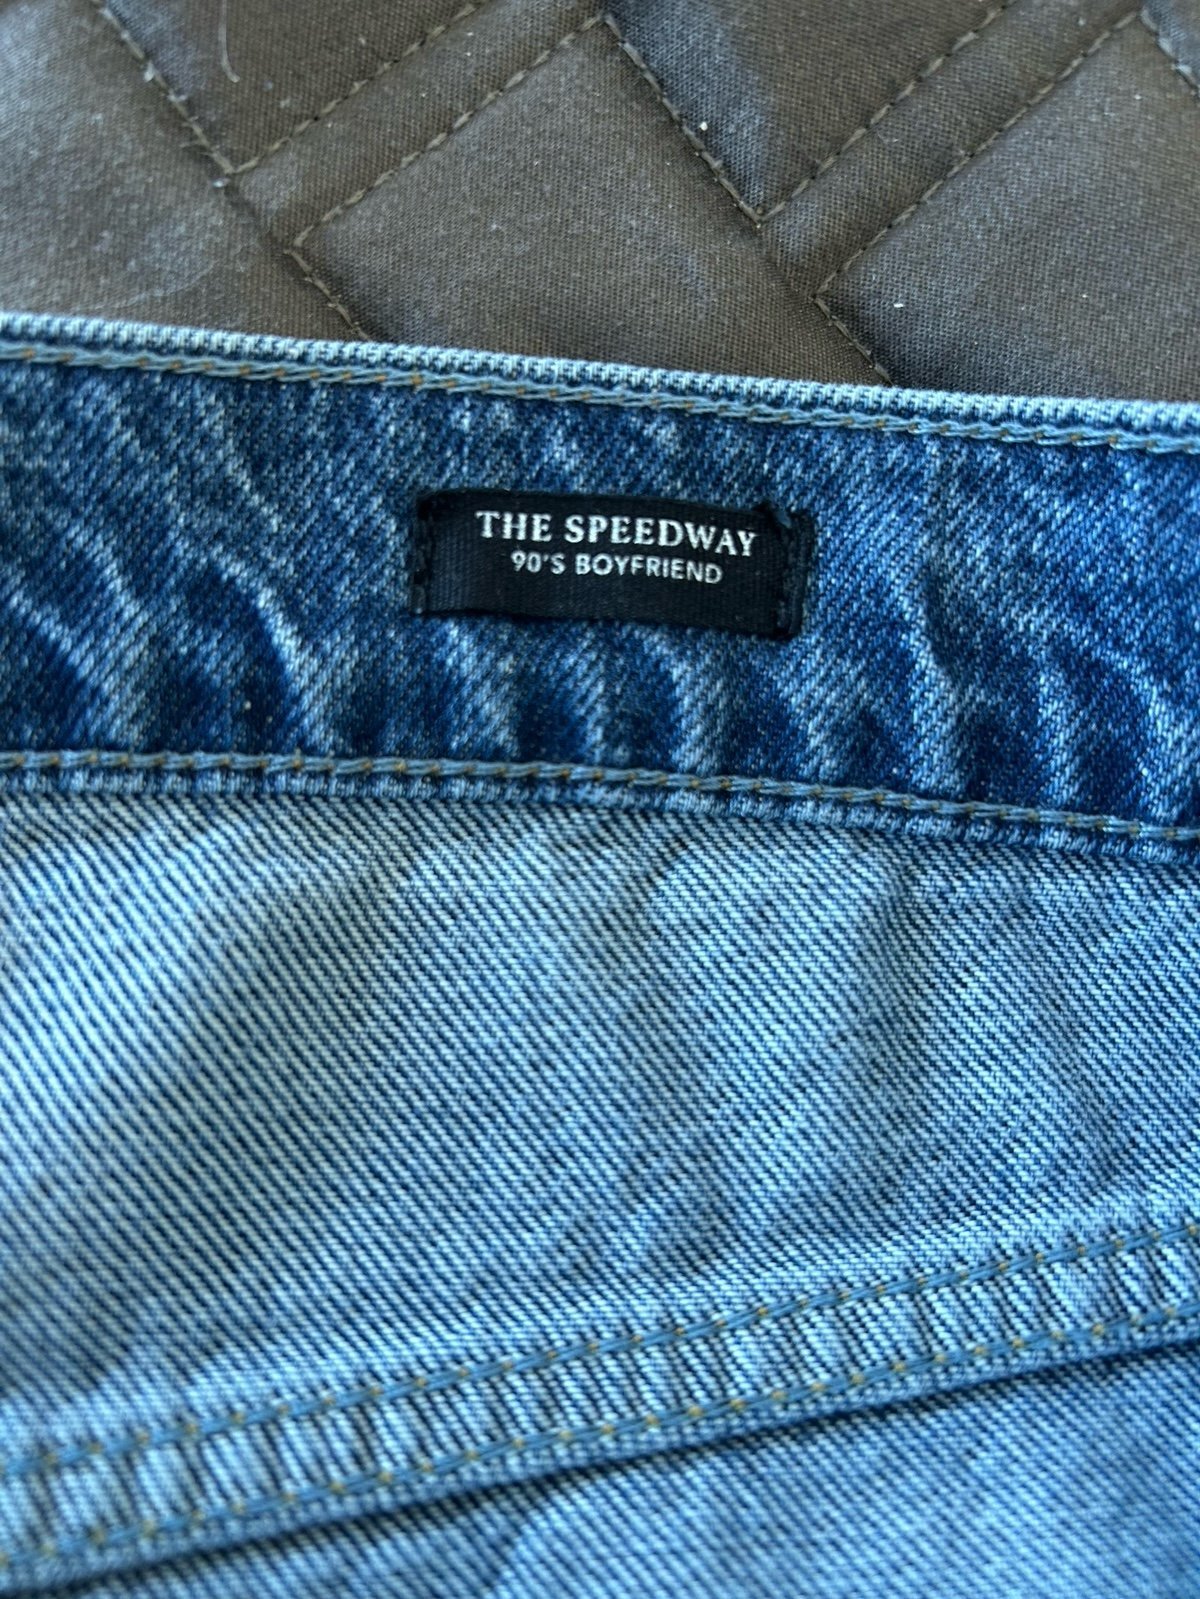 THE SPEEDWAY
90'S BOYFRIEND